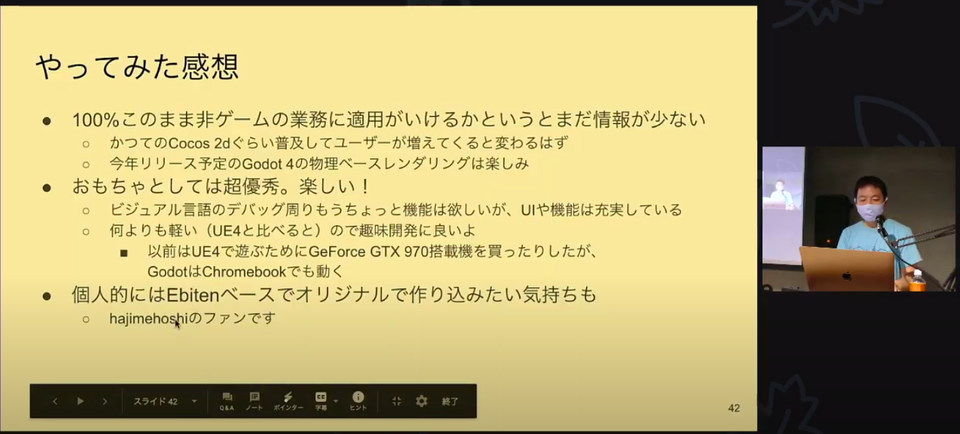 やってみた感想
● 100%このまま非ゲームの業務に適用がいけるかというとまだ情報が少ない
○ かつてのCocos 2dぐらい普及してユーザーが増えてくると変わるはず
○ 今年リリース予定のGodot 4の物理ベースレンダリングは楽しみ
● おもちゃとしては超優秀。楽しい！
○ ビジュアル言語のデバッグ周りもうちょっと機能は欲しいが、UIや機能は充実している
○ 何よりも軽い（UE4と比べると）ので趣味開発に良いよ
■ 以前はUE4で遊ぶためにGeForce GTX 970搭載機を買ったりしたが、
GodotはChromebookでも動く
● 個人的にはEbitenベースでオリジナルで作り込みたい気持ちも
○ hajimehoshiのファンです
スライド 42
Q&A
ノート
ポインター
字幕
ヒント
終了
42